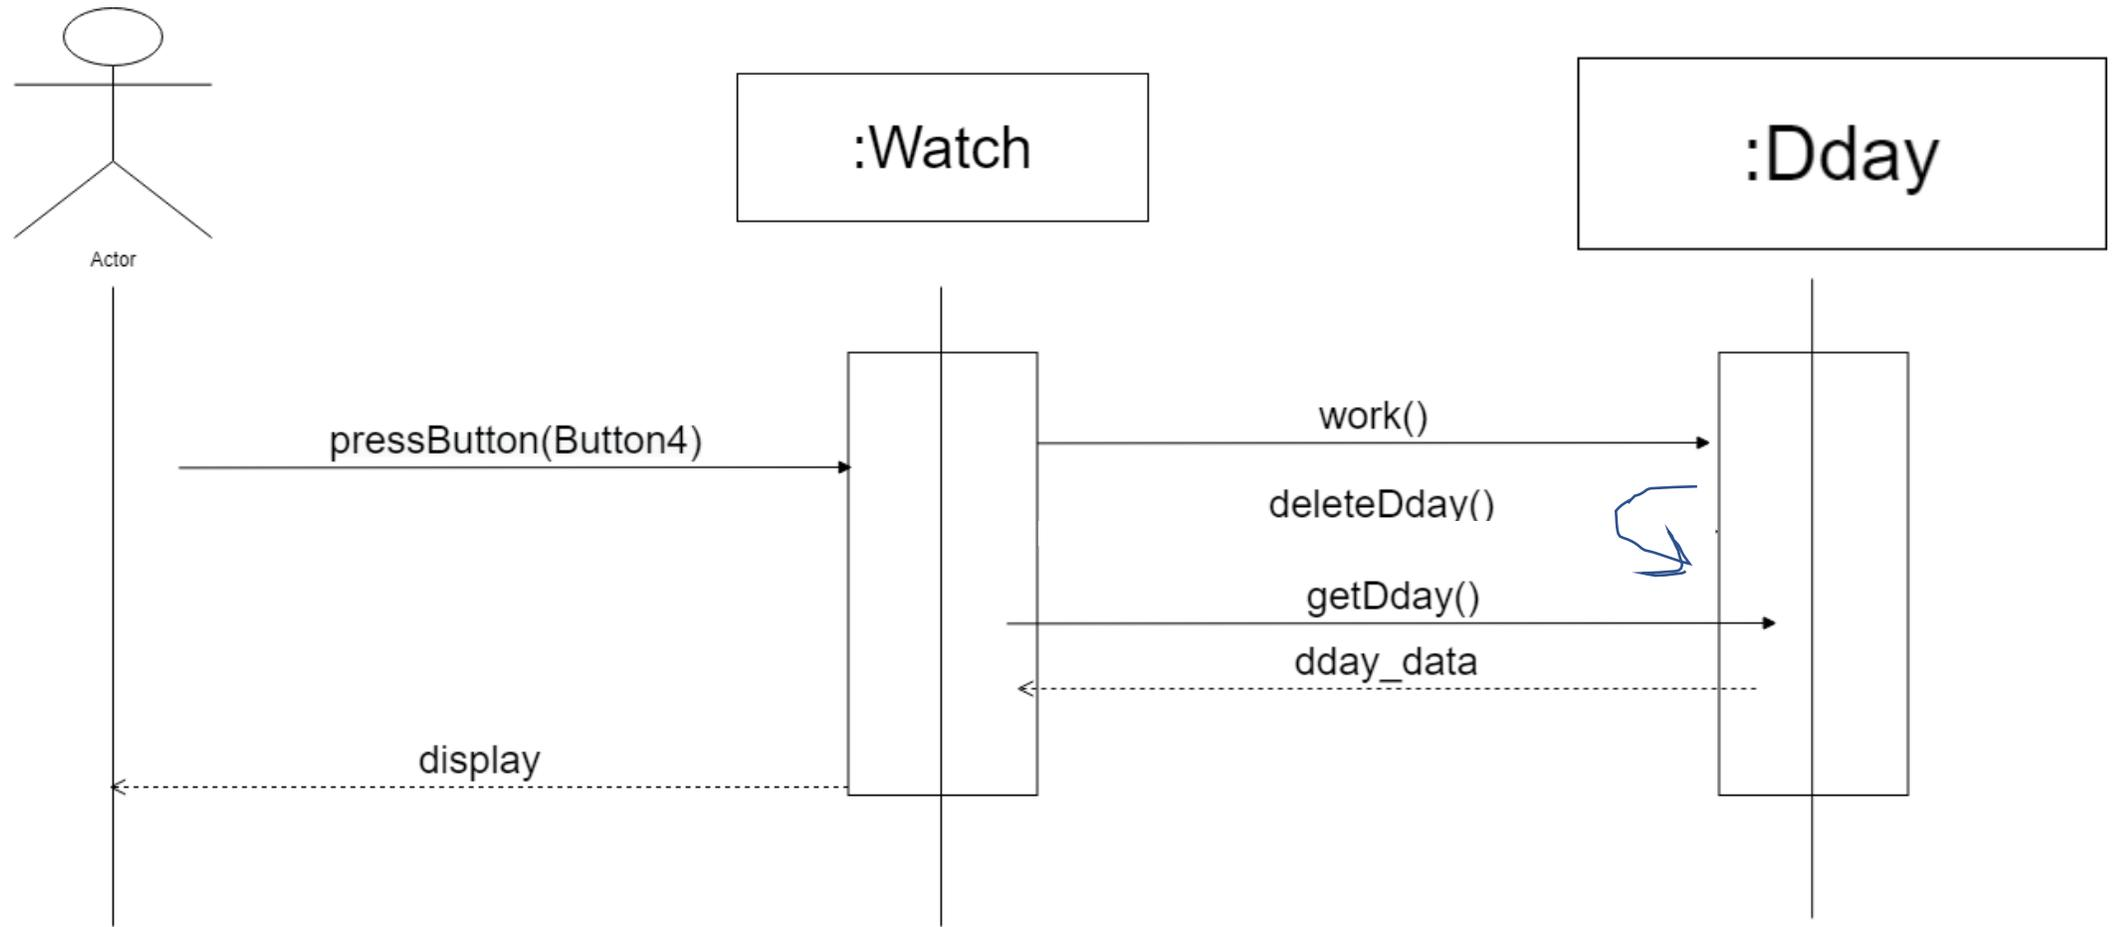 :Watch
:Dday
Actor
work()
pressButton(Button4)
deleteDday()
getDday()
dday_data
display